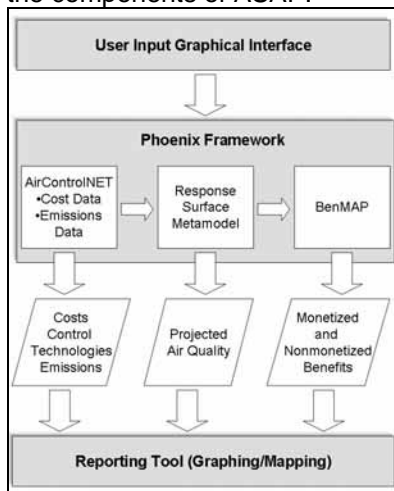 the components of ASAP.
User Input Graphical Interface
Phoenix Framework
AirControlNET
•Cost Data
•Emissions
Data
Response
Surface
Metamodel
BenMAP
Costs
Control
Technologies
Emissions
Projected
Air Quality
Monetized
and
Nonmonetized
Benefits
Reporting Tool (Graphing/Mapping)